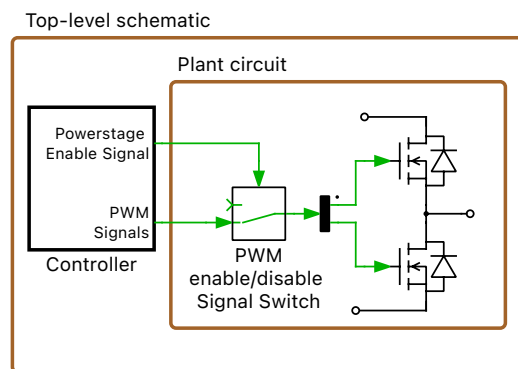 Top-level schematic
Plant circuit
Powerstage
Enable Signal
PWM
Signals
Controller
PWM
enable/disable
Signal Switch